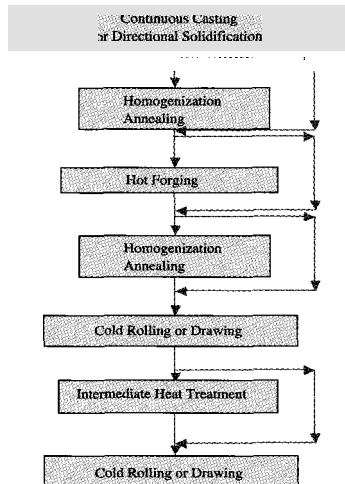 Continuous Casting
or Directional Solidification
Homogenization
Annealing
Hot Forging
Homogenization
Annealing
Cold Rolling or Drawing
Intermediate Heat Treatment
Cold Rolling or Drawing